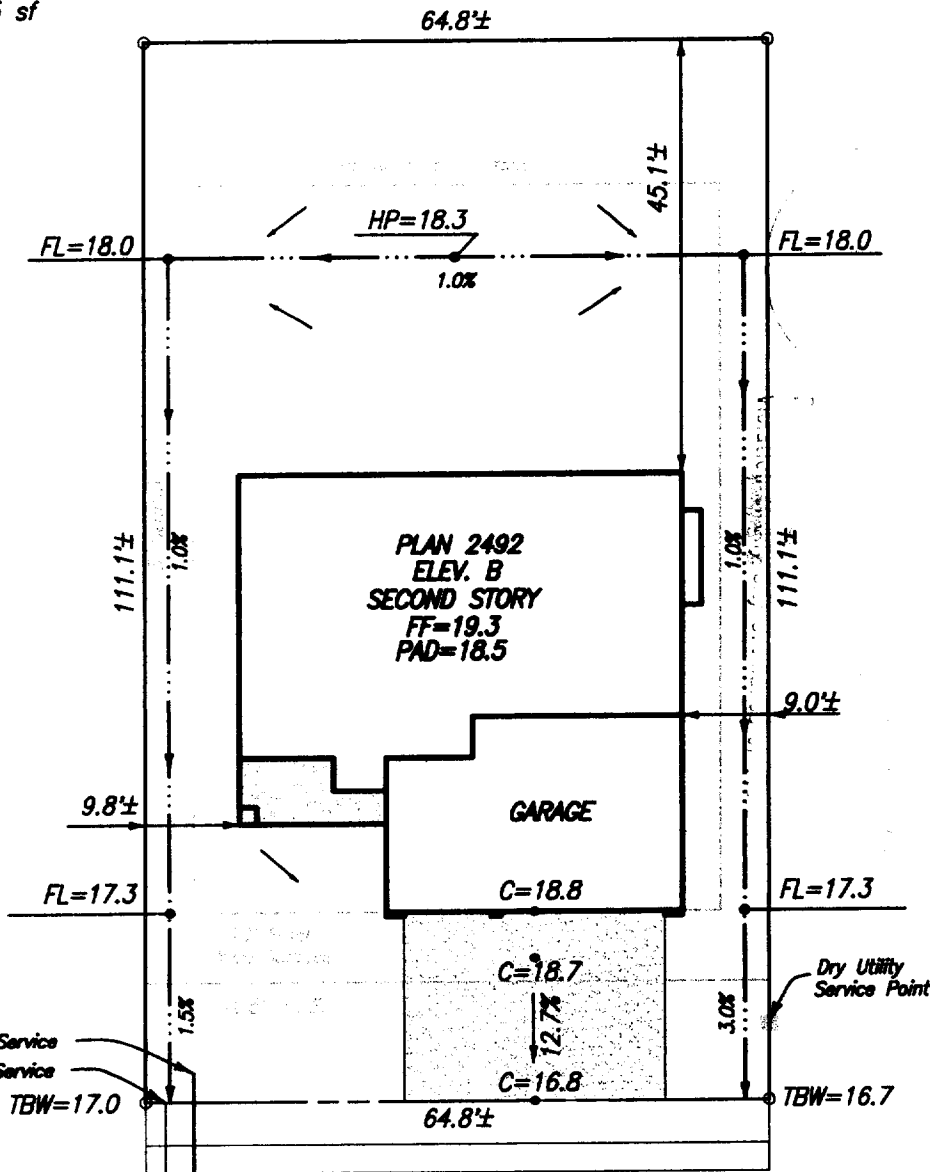 sf
64.8'±
45.1'±
HP=18.3
FL=18.0
FL=18.0
1.0%
111.1'±
1.0%
PLAN 2492
ELEV. B
SECOND STORY
FF=19.3
PAD=18.5
1.0%
111.1'±
9.0'±
9.8'±
GARAGE
FL=17.3
C=18.8
FL=17.3
C=18.7
Dry Utility
Service Point
1.5%
12.7%
3.0%
Service
Service
C=16.8
TBW=17.0
64.8'±
TBW=16.7